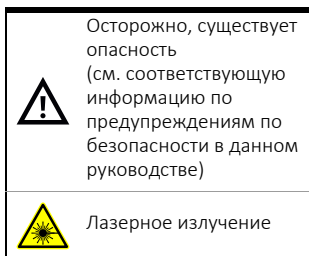 Осторожно, существует
опасность
(см. соответствующую
информацию по
предупреждениям по
безопасности в данном
руководстве)
Лазерное излучение